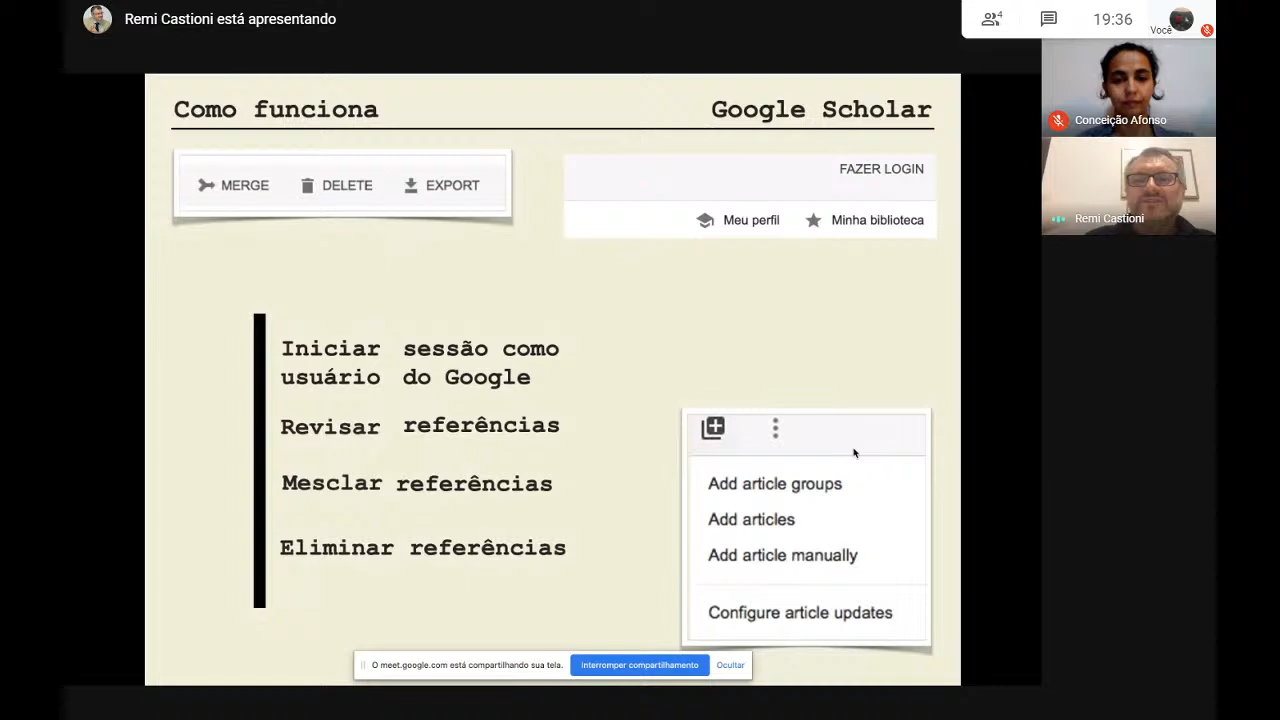 Remi Castioni está apresentando
4
19:36
Você
Conceição Afonso
Remi Castioni
Como funciona
Google Scholar
MERGE DELETE EXPORT
FAZER LOGIN
Meu perfil Minha biblioteca
Iniciar sessão como
usuário do Google
Revisar referências
Mesclar referências
Eliminar referências
Add article groups
Add articles
Add article manually
Configure article updates
O meet.google.com está compartilhando sua tela. Interromper compartilhamento Ocultar